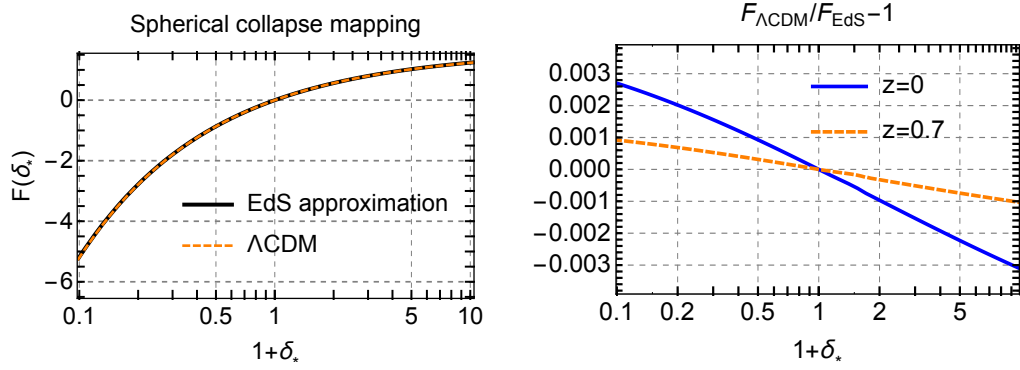 Spherical collapse mapping
F(δ*)
0
−2
−4
−6
EdS approximation
ΛCDM
0.1
0.5
1
5
10
1+δ*
F_ΛCDM/F_EdS−1
0.003
0.002
0.001
0.000
−0.001
−0.002
−0.003
z=0
z=0.7
0.1
0.2
0.5
1
2
5
1+δ*